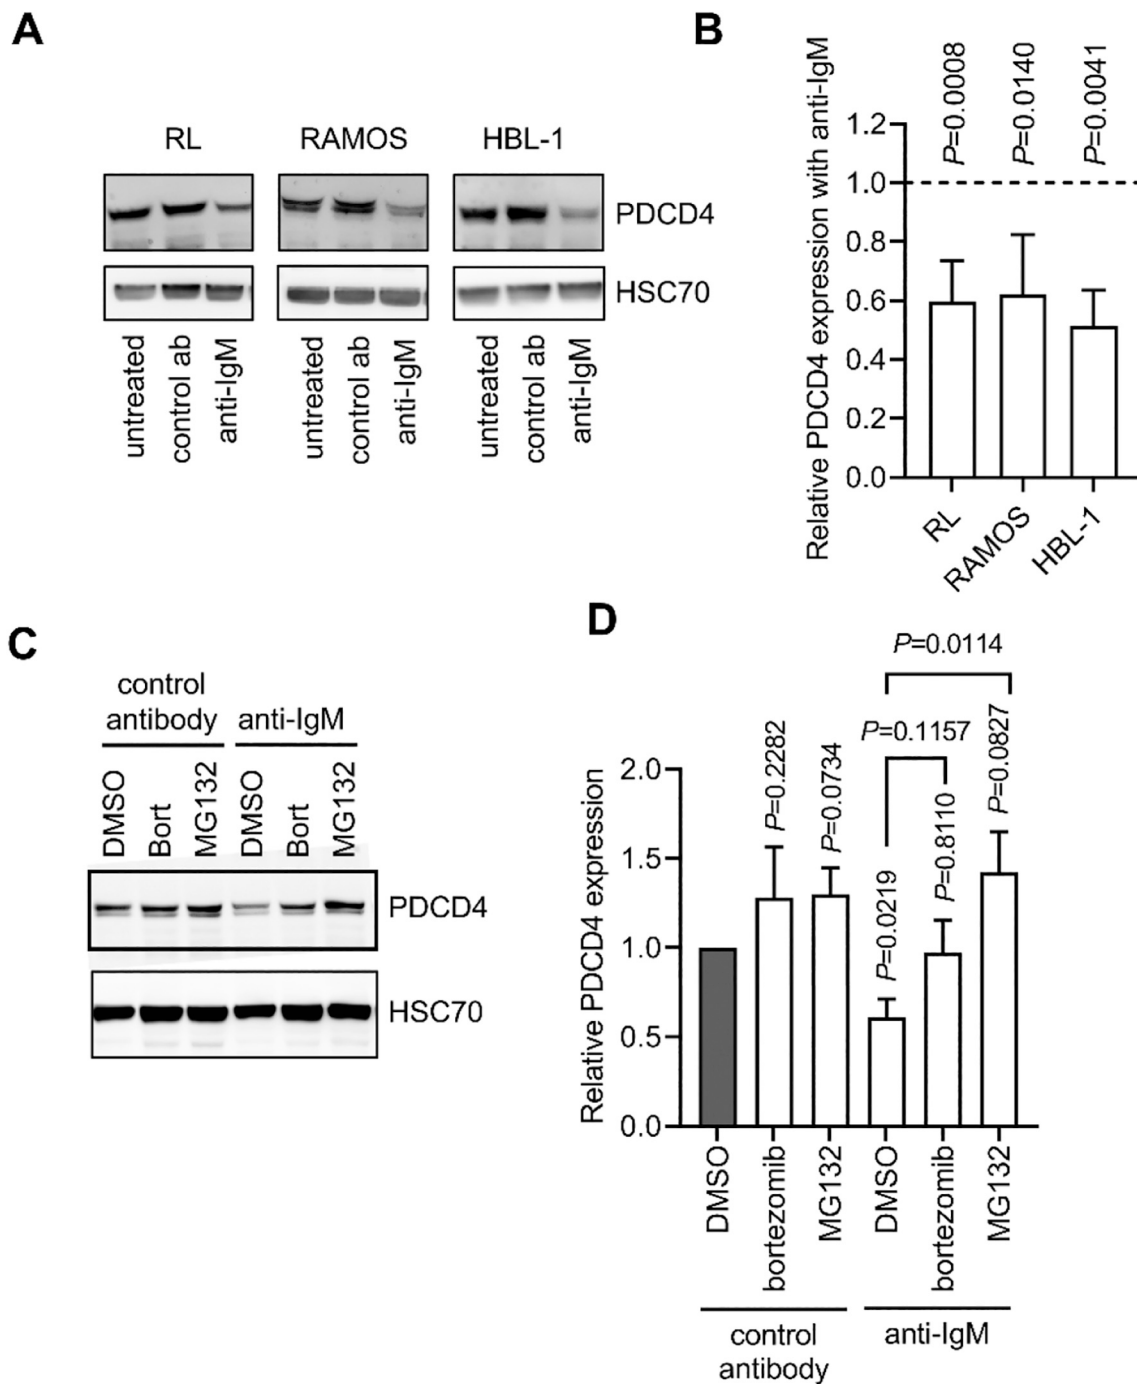 A
RL
RAMOS
HBL-1
PDCD4
HSC70
untreated
control ab
anti-IgM
untreated
control ab
anti-IgM
untreated
control ab
anti-IgM
B
Relative PDCD4 expression with anti-IgM
P=0.0008
P=0.0140
P=0.0041
1.2
1.0
0.8
0.6
0.4
0.2
0.0
RL
RAMOS
HBL-1
C
control
antibody
anti-IgM
DMSO
Bort
MG132
DMSO
Bort
MG132
PDCD4
HSC70
D
P=0.0114
P=0.1157
P=0.2282
P=0.0734
P=0.0219
P=0.8110
P=0.0827
Relative PDCD4 expression
2.0
1.5
1.0
0.5
0.0
DMSO
bortezomib
MG132
DMSO
bortezomib
MG132
control
antibody
anti-IgM